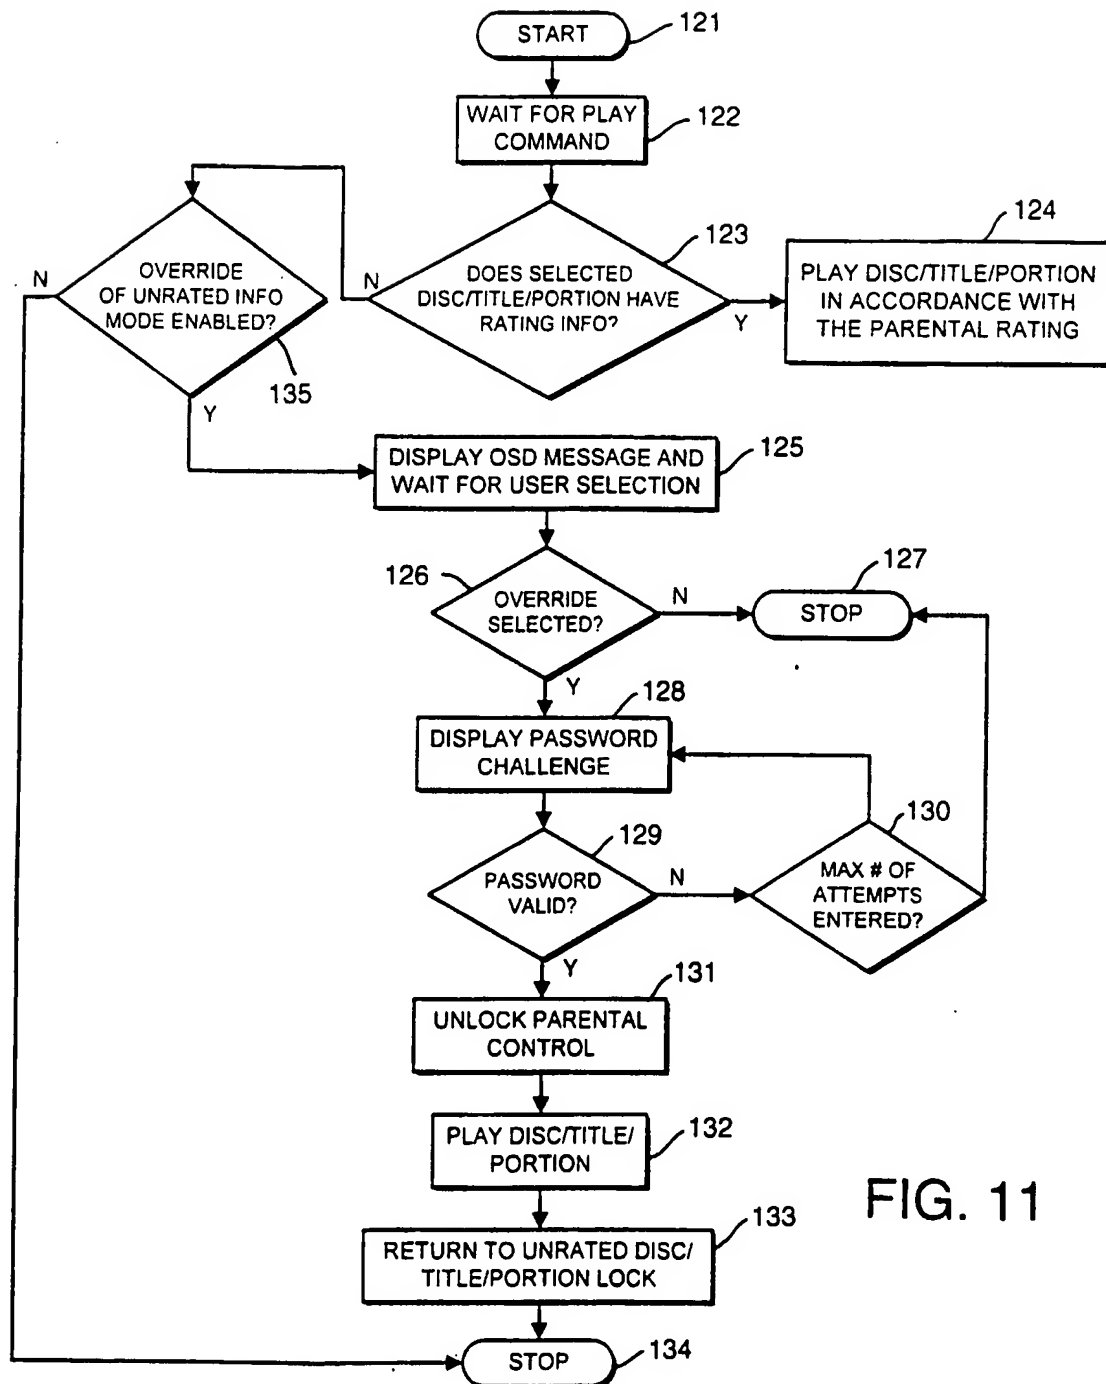 START
121
WAIT FOR PLAY
COMMAND
122
123
DOES SELECTED
DISC/TITLE/PORTION HAVE
RATING INFO?
N
Y
124
PLAY DISC/TITLE/PORTION
IN ACCORDANCE WITH
THE PARENTAL RATING
N
OVERRIDE
OF UNRATED INFO
MODE ENABLED?
135
Y
DISPLAY OSD MESSAGE AND
WAIT FOR USER SELECTION
125
126
OVERRIDE
SELECTED?
N
Y
127
STOP
128
DISPLAY PASSWORD
CHALLENGE
129
PASSWORD
VALID?
N
Y
130
MAX # OF
ATTEMPTS
ENTERED?
131
UNLOCK PARENTAL
CONTROL
PLAY DISC/TITLE/
PORTION
132
133
RETURN TO UNRATED DISC/
TITLE/PORTION LOCK
STOP
134
FIG. 11